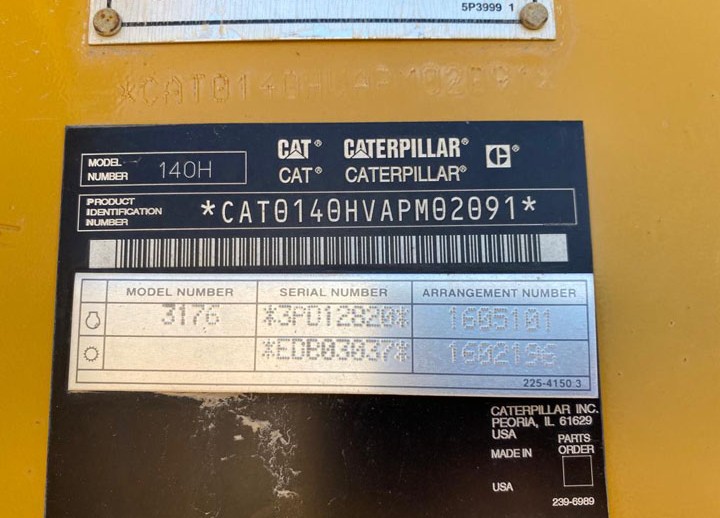 5P3999 1
*CAT0140HVAPM02091*
CAT® CATERPILLAR® C®
MODEL NUMBER 140H
CAT® CATERPILLAR®
PRODUCT IDENTIFICATION NUMBER *CAT0140HVAPM02091*
MODEL NUMBER SERIAL NUMBER ARRANGEMENT NUMBER
3176 *3PD12820* 1605101
*EDB03037* 1602196
225-4150 3
CATERPILLAR INC.
PEORIA, IL 61629
USA
PARTS ORDER
MADE IN
USA
239-6989